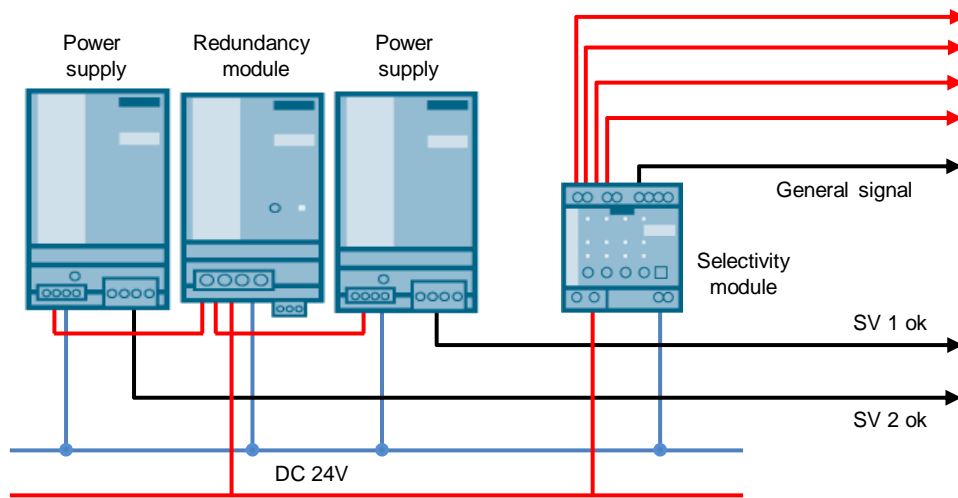 Power
supply
Redundancy
module
Power
supply
General signal
Selectivity
module
SV 1 ok
SV 2 ok
DC 24V